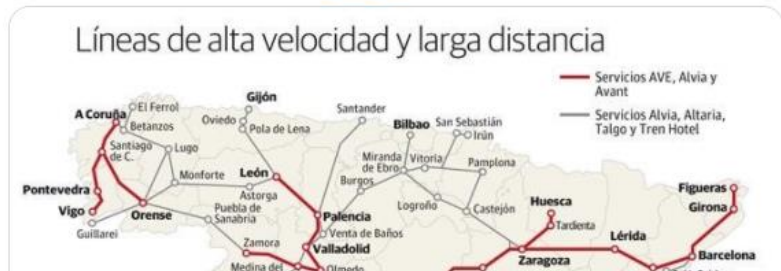 Líneas de alta velocidad y larga distancia
Servicios AVE, Alvia y
Avant
Servicios Alvia, Altaria,
Talgo y Tren Hotel
A Coruña
El Ferrol
Betanzos
Santiago
de C.
Lugo
Monforte
Pontevedra
Vigo
Guillarei
Orense
Gijón
Oviedo
Pola de Lena
León
Astorga
Puebla de
Sanabria
Zamora
Medina del
Santander
Palencia
Venta de Baños
Valladolid
Olmedo
Burgos
Bilbao
Miranda
de Ebro
Vitoria
San Sebastián
Irún
Pamplona
Logroño
Castejón
Huesca
Tardienta
Zaragoza
Lérida
Figueras
Girona
Barcelona